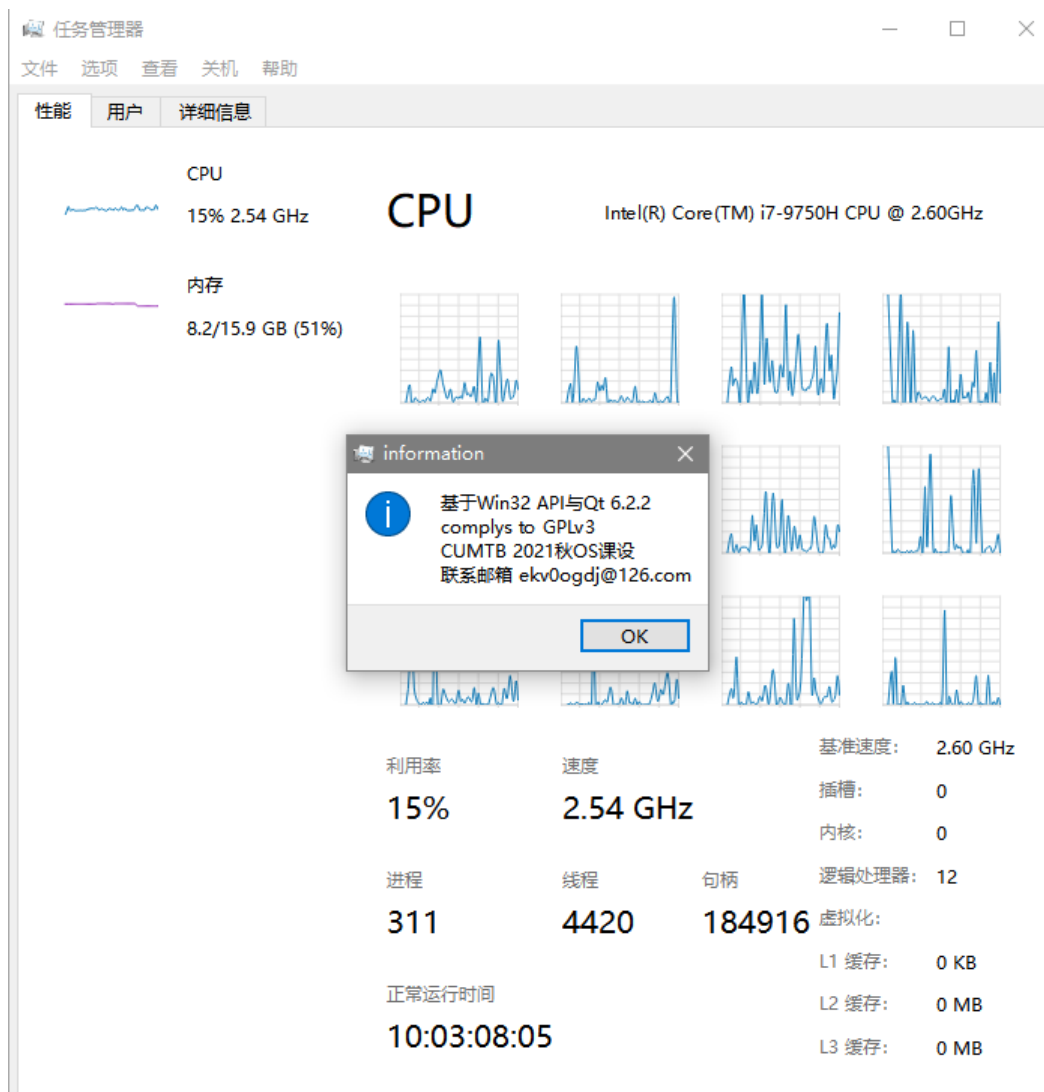 任务管理器
文件 选项 查看 关机 帮助
性能 用户 详细信息
CPU
15% 2.54 GHz
内存
8.2/15.9 GB (51%)
CPU
Intel(R) Core(TM) i7-9750H CPU @ 2.60GHz
information
基于Win32 API与Qt 6.2.2
complys to GPLv3
CUMTB 2021秋OS课设
联系邮箱 ekv0ogdj@126.com
OK
利用率 速度
15% 2.54 GHz
进程 线程 句柄
311 4420 184916
正常运行时间
10:03:08:05
基准速度: 2.60 GHz
插槽: 0
内核: 0
逻辑处理器: 12
虚拟化:
L1 缓存: 0 KB
L2 缓存: 0 MB
L3 缓存: 0 MB